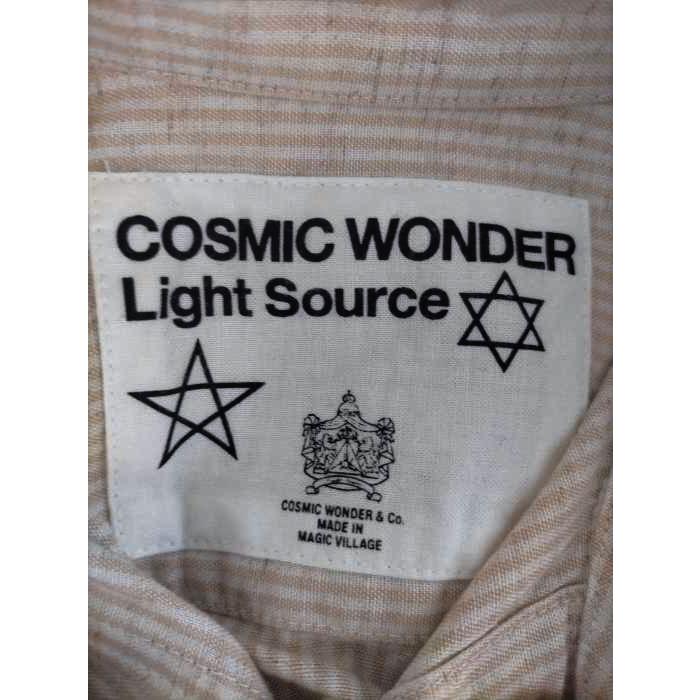 COSMIC WONDER
Light Source
COSMIC WONDER & Co.
MADE IN
MAGIC VILLAGE